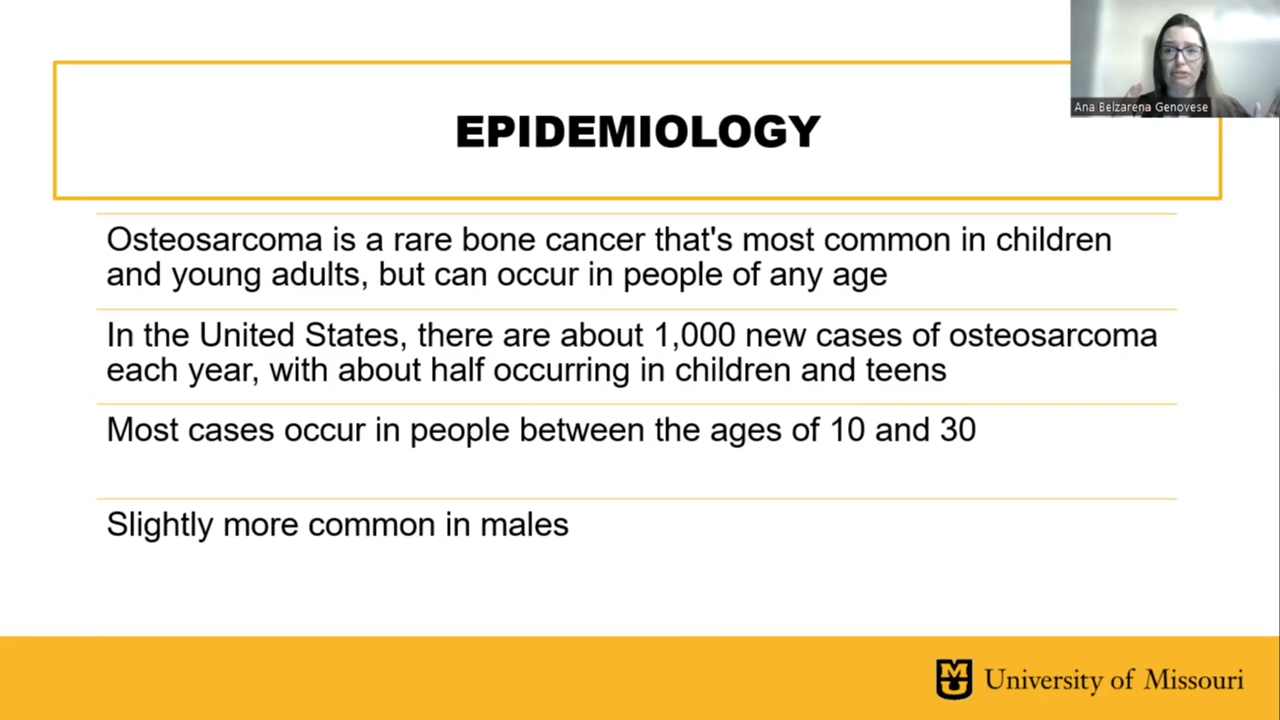 Ana Belzarena Genovese
EPIDEMIOLOGY
Osteosarcoma is a rare bone cancer that's most common in children
and young adults, but can occur in people of any age
In the United States, there are about 1,000 new cases of osteosarcoma
each year, with about half occurring in children and teens
Most cases occur in people between the ages of 10 and 30
Slightly more common in males
MU
University of Missouri